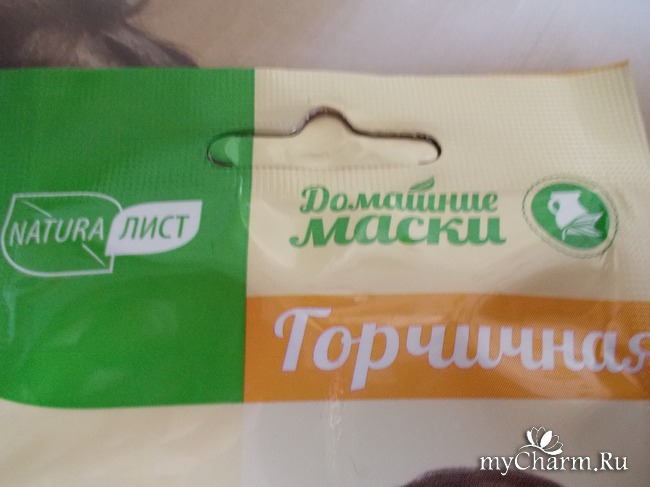 NATURA ЛИСТ
Домашние
маски
Горчичная
myCharm.Ru